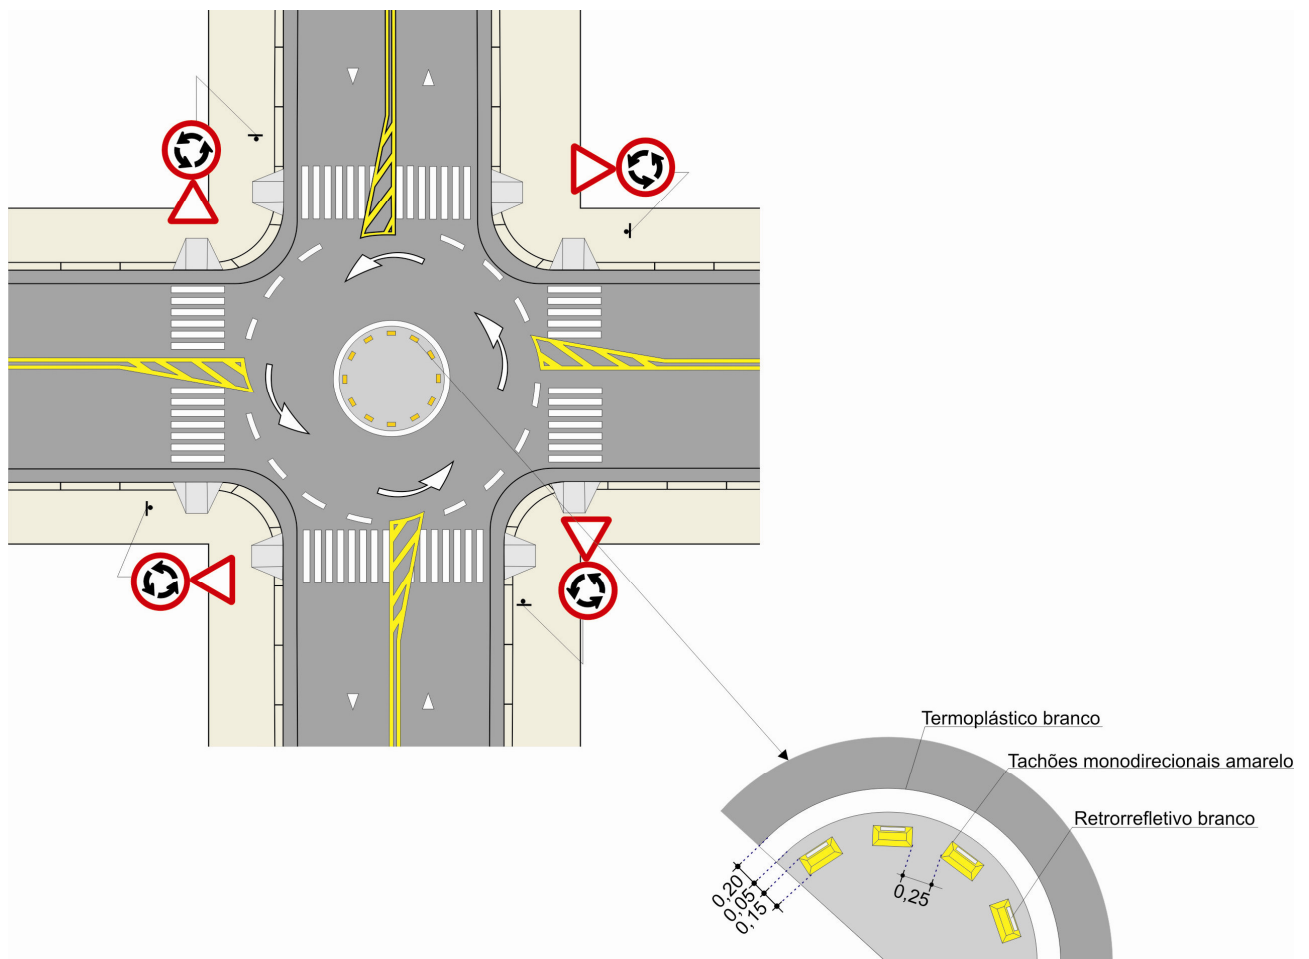 Termoplástico branco
Tachões monodirecionais amarelo
Retrorrefletivo branco
0,20
0,05
0,15
0,25